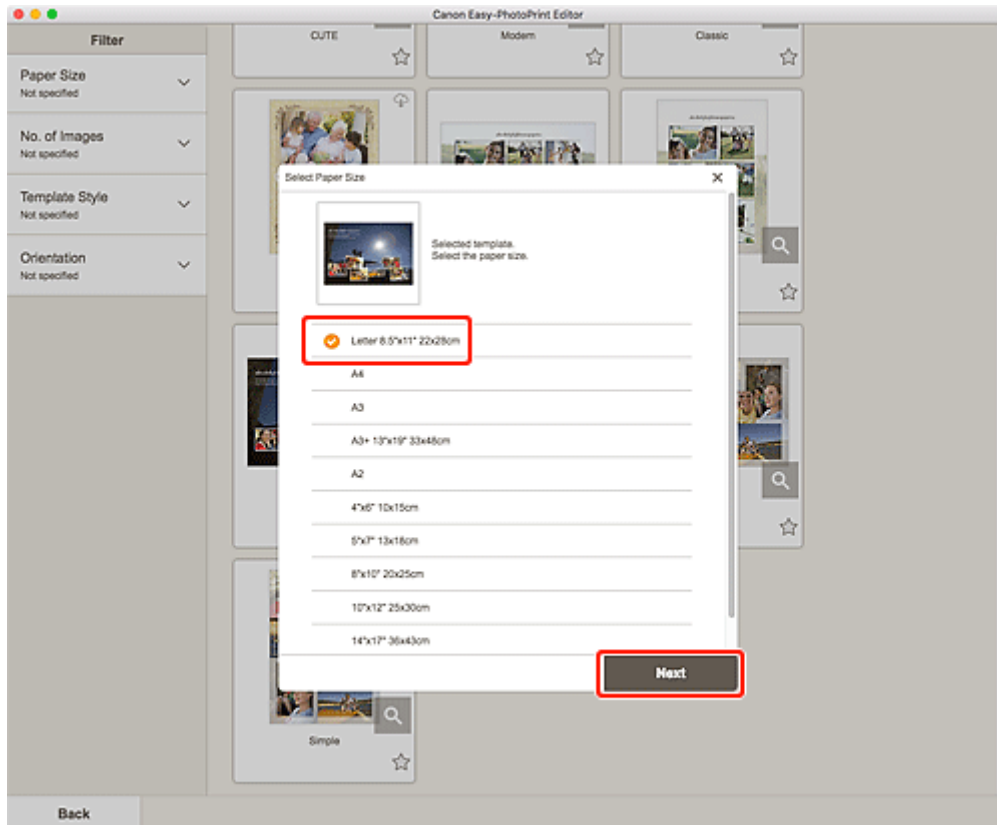 Canon Easy-PhotoPrint Editor
Filter
Paper Size
Not specified
No. of Images
Not specified
Template Style
Not specified
Orientation
Not specified
CUTE
Modern
Classic
Select Paper Size
Selected template.
Select the paper size.
Letter 8.5"x11" 22x28cm
A4
A3
A3+ 13"x19" 33x48cm
A2
4"x6" 10x15cm
5"x7" 13x18cm
8"x10" 20x25cm
10"x12" 25x30cm
14"x17" 36x43cm
Next
Simple
Back